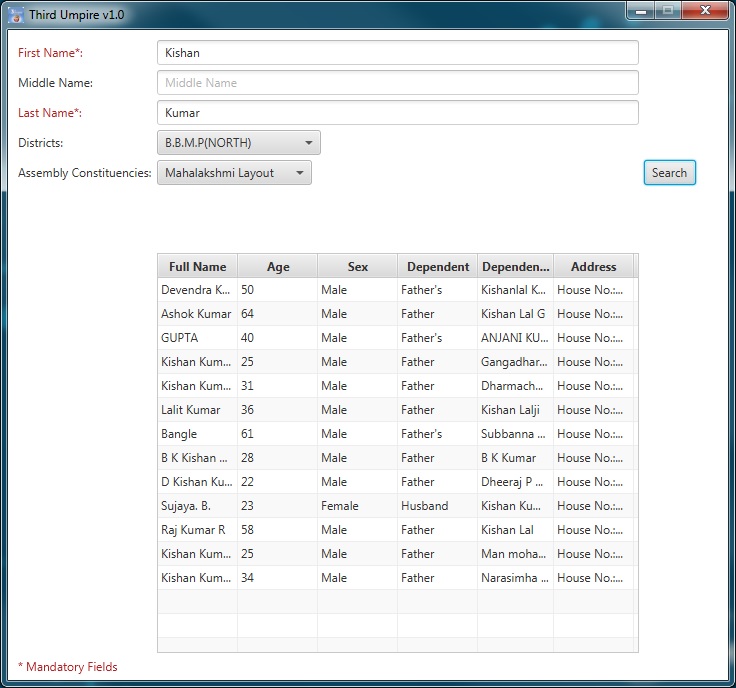 Third Umpire v1.0
First Name*: Kishan
Middle Name: Middle Name
Last Name*: Kumar
Districts: B.B.M.P(NORTH)
Assembly Constituencies: Mahalakshmi Layout Search
Full Name Age Sex Dependent Dependen... Address
Devendra K... 50 Male Father's Kishanlal K... House No.:...
Ashok Kumar 64 Male Father Kishan Lal G House No.:...
GUPTA 40 Male Father's ANJANI KU... House No.:...
Kishan Kum... 25 Male Father Gangadhar... House No.:...
Kishan Kum... 31 Male Father Dharmach... House No.:...
Lalit Kumar 36 Male Father Kishan Lalji House No.:...
Bangle 61 Male Father's Subbanna ... House No.:...
B K Kishan ... 28 Male Father B K Kumar House No.:...
D Kishan Ku... 22 Male Father Dheeraj P ... House No.:...
Sujaya. B. 23 Female Husband Kishan Ku... House No.:...
Raj Kumar R 58 Male Father Kishan Lal House No.:...
Kishan Kum... 25 Male Father Man moha... House No.:...
Kishan Kum... 34 Male Father Narasimha ... House No.:...
* Mandatory Fields